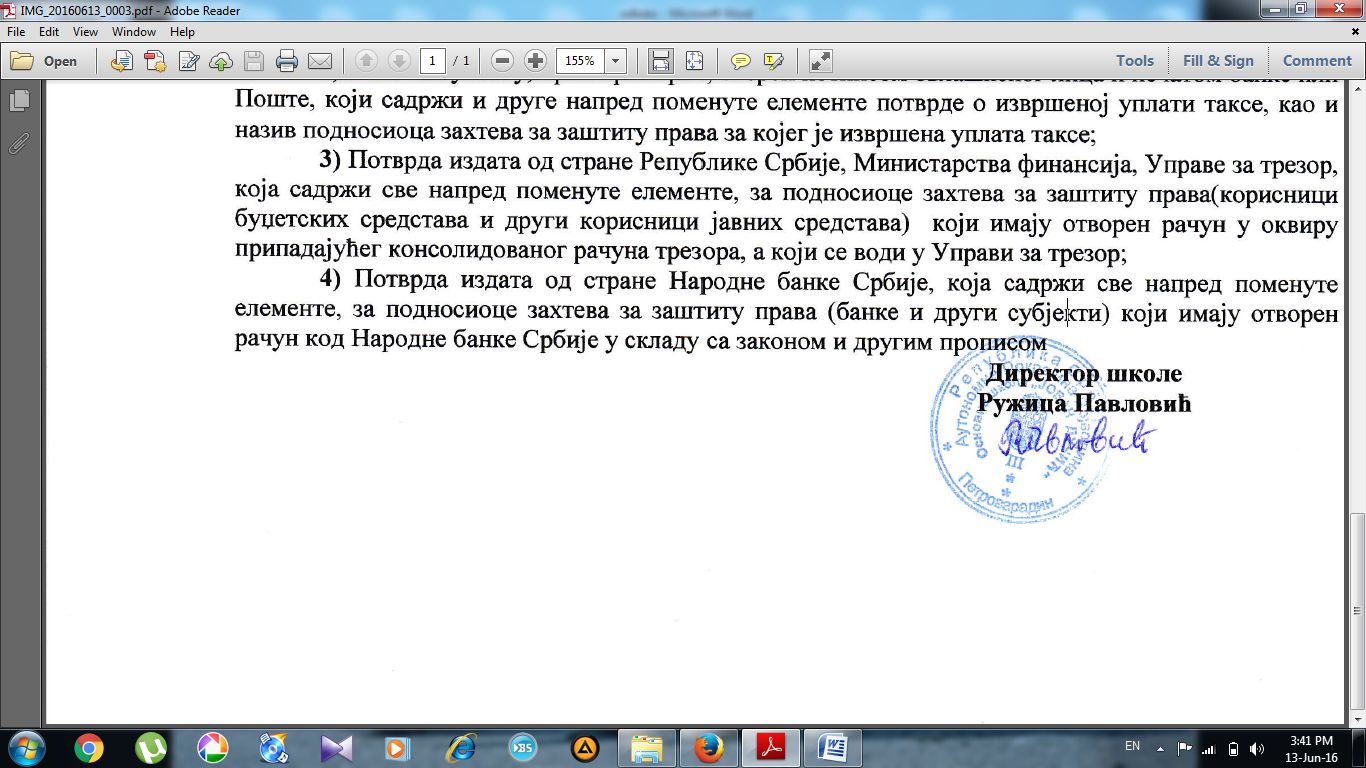 IMG_20160613_0003.pdf - Adobe Reader
File Edit View Window Help
Open 1 / 1 155% Tools Fill & Sign Comment
Поште, који садржи и друге напред поменуте елементе потврде о извршеној уплати таксе, као и
назив подносиоца захтева за заштиту права за којег је извршена уплата таксе;
3) Потврда издата од стране Републике Србије, Министарства финансија, Управе за трезор,
која садржи све напред поменуте елементе, за подносиоце захтева за заштиту права(корисници
буџетских средстава и други корисници јавних средстава) који имају отворен рачун у оквиру
припадајућег консолидованог рачуна трезора, а који се води у Управи за трезор;
4) Потврда издата од стране Народне банке Србије, која садржи све напред поменуте
елементе, за подносиоце захтева за заштиту права (банке и други субјекти) који имају отворен
рачун код Народне банке Србије у складу са законом и другим прописом
Директор школе
Ружица Павловић
Павловић
Република
Аутономна Покрајина
Основна школа
III
Петроварадин
EN
3:41 PM
13-Jun-16